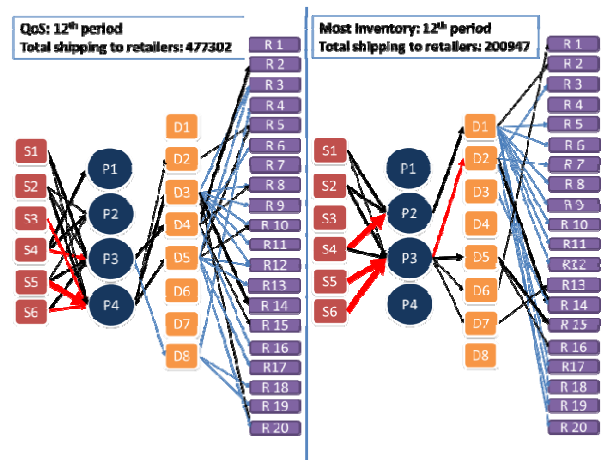 QoS: 12th period
Total shipping to retailers: 477302
S1
S2
S3
S4
S5
S6
P1
P2
P3
P4
D1
D2
D3
D4
D5
D6
D7
D8
R 1
R 2
R 3
R 4
R 5
R 6
R 7
R 8
R 9
R 10
R11
R12
R13
R 14
R 15
R 16
R17
R 18
R 19
R 20
Most Inventory: 12th period
Total shipping to retailers: 200947
S1
S2
S3
S4
S5
S6
P1
P2
P3
P4
D1
D2
D3
D4
D5
D6
D7
D8
R 1
R 2
R 3
R 4
R 5
R 6
R 7
R 8
R 9
R 10
R11
R12
R13
R 14
R 15
R 16
R17
R 18
R 19
R 20